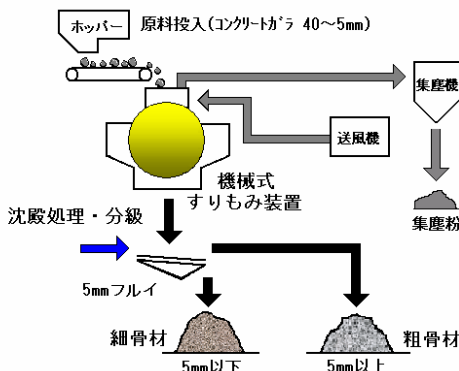 ホッパー
原料投入(コンクリートガラ 40～5mm)
集塵機
送風機
機械式
すりもみ装置
集塵粉
沈殿処理・分級
5mmフルイ
細骨材
粗骨材
5mm以下
5mm以上